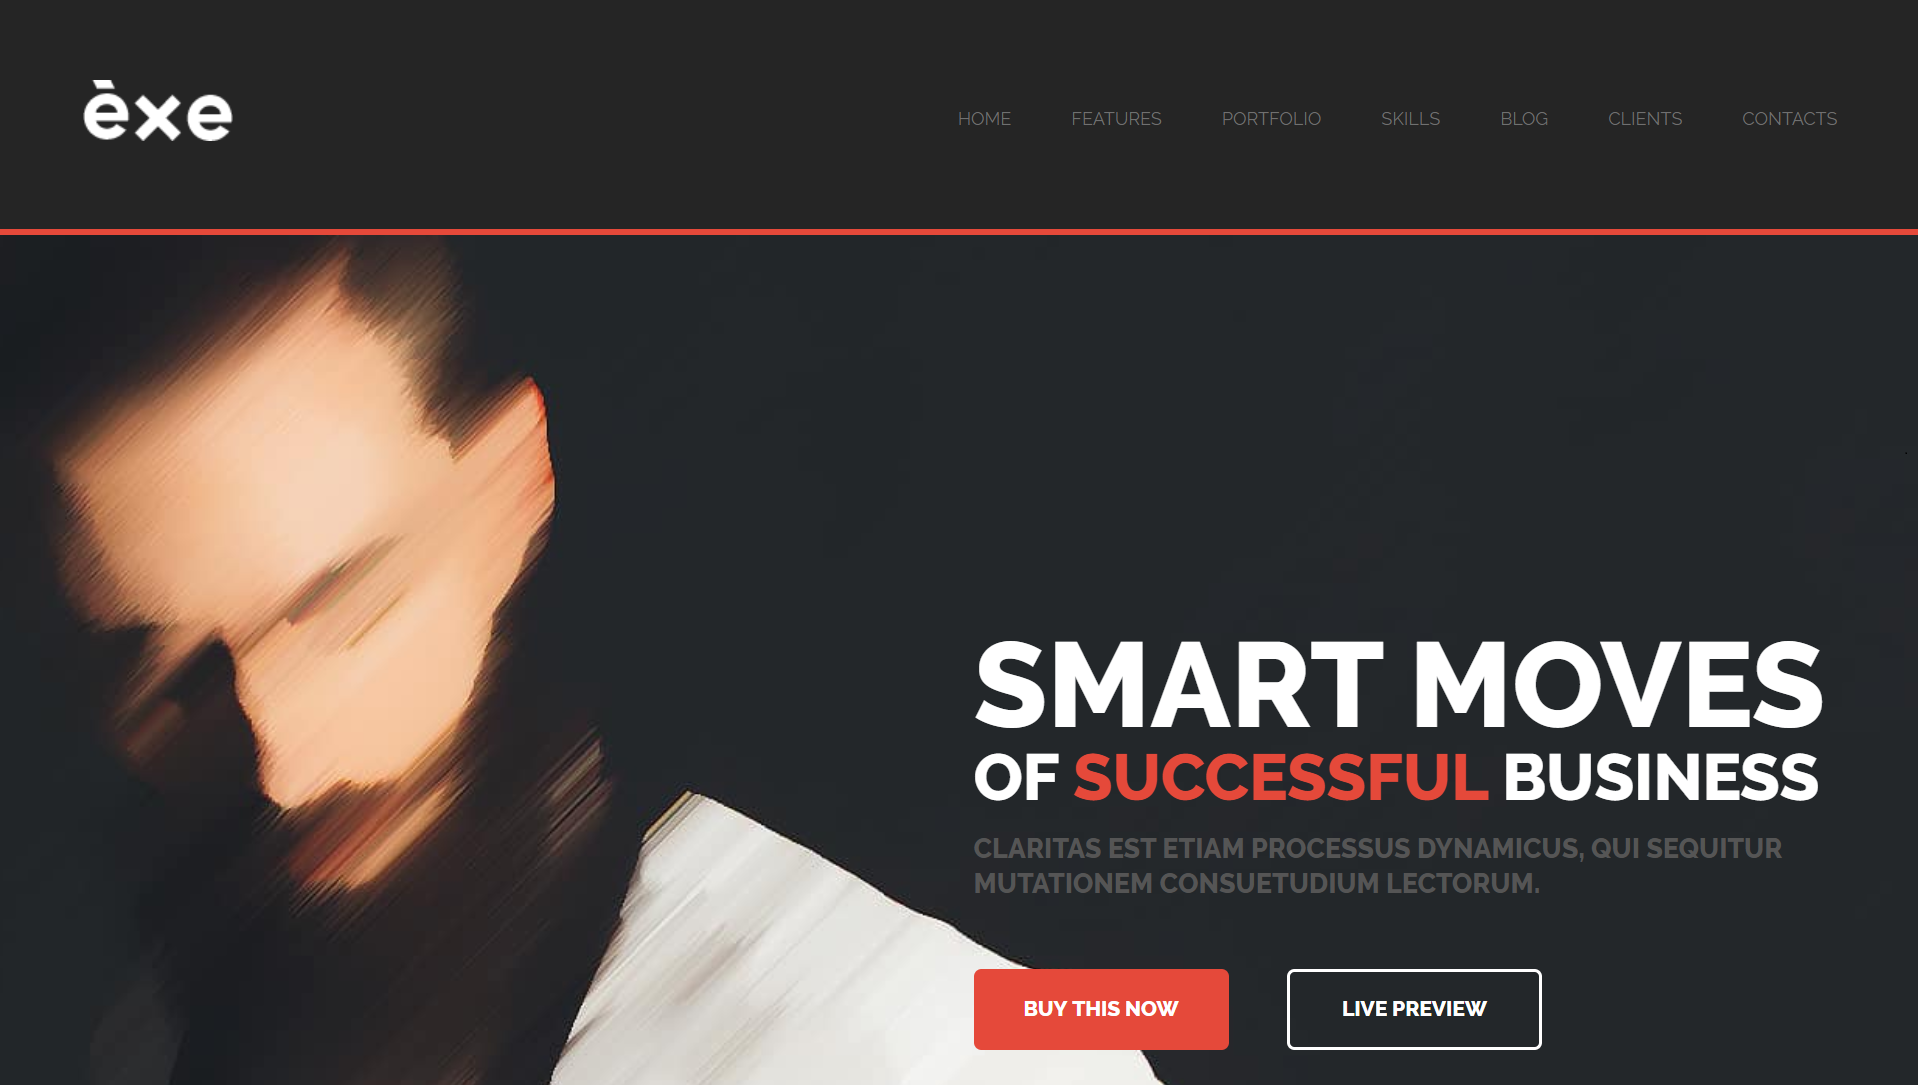 èxe
HOME FEATURES PORTFOLIO SKILLS BLOG CLIENTS CONTACTS
SMART MOVES
OF SUCCESSFUL BUSINESS
CLARITAS EST ETIAM PROCESSUS DYNAMICUS, QUI SEQUITUR
MUTATIONEM CONSUETUDIUM LECTORUM.
BUY THIS NOW LIVE PREVIEW